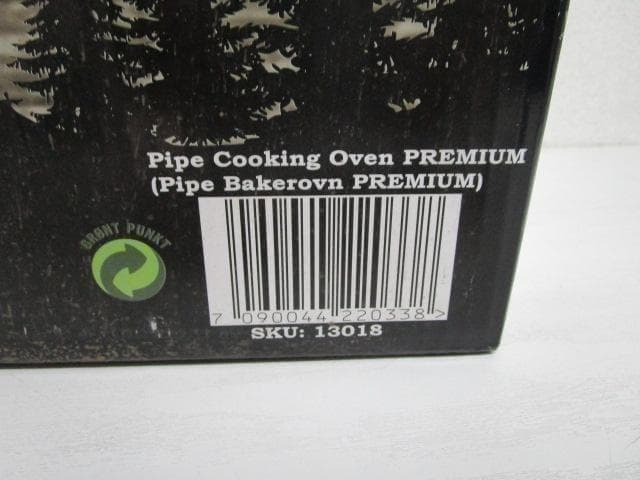 Pipe Cooking Oven PREMIUM
(Pipe Bakerovn PREMIUM)
GRØNT PUNKT
7 090044 220338 >
SKU: 13018